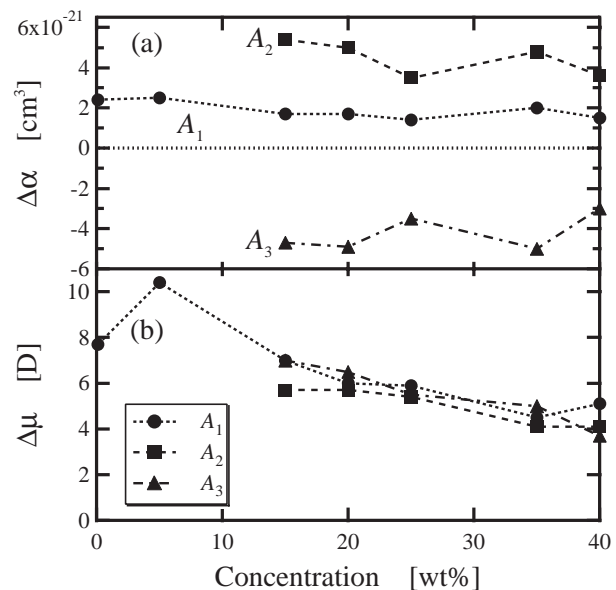 6x10-21
(a)
A2
4
2
A1
0
-2
-4
A3
-6
Δα [cm3]
10
(b)
8
6
4
2
0
Δμ [D]
A1
A2
A3
0 10 20 30 40
Concentration [wt%]